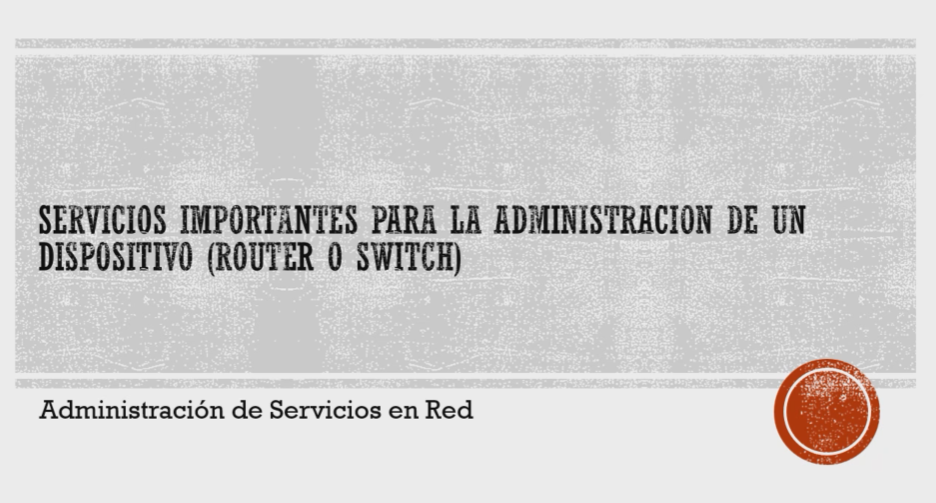 SERVICIOS IMPORTANTES PARA LA ADMINISTRACION DE UN
DISPOSITIVO (ROUTER O SWITCH)
Administración de Servicios en Red